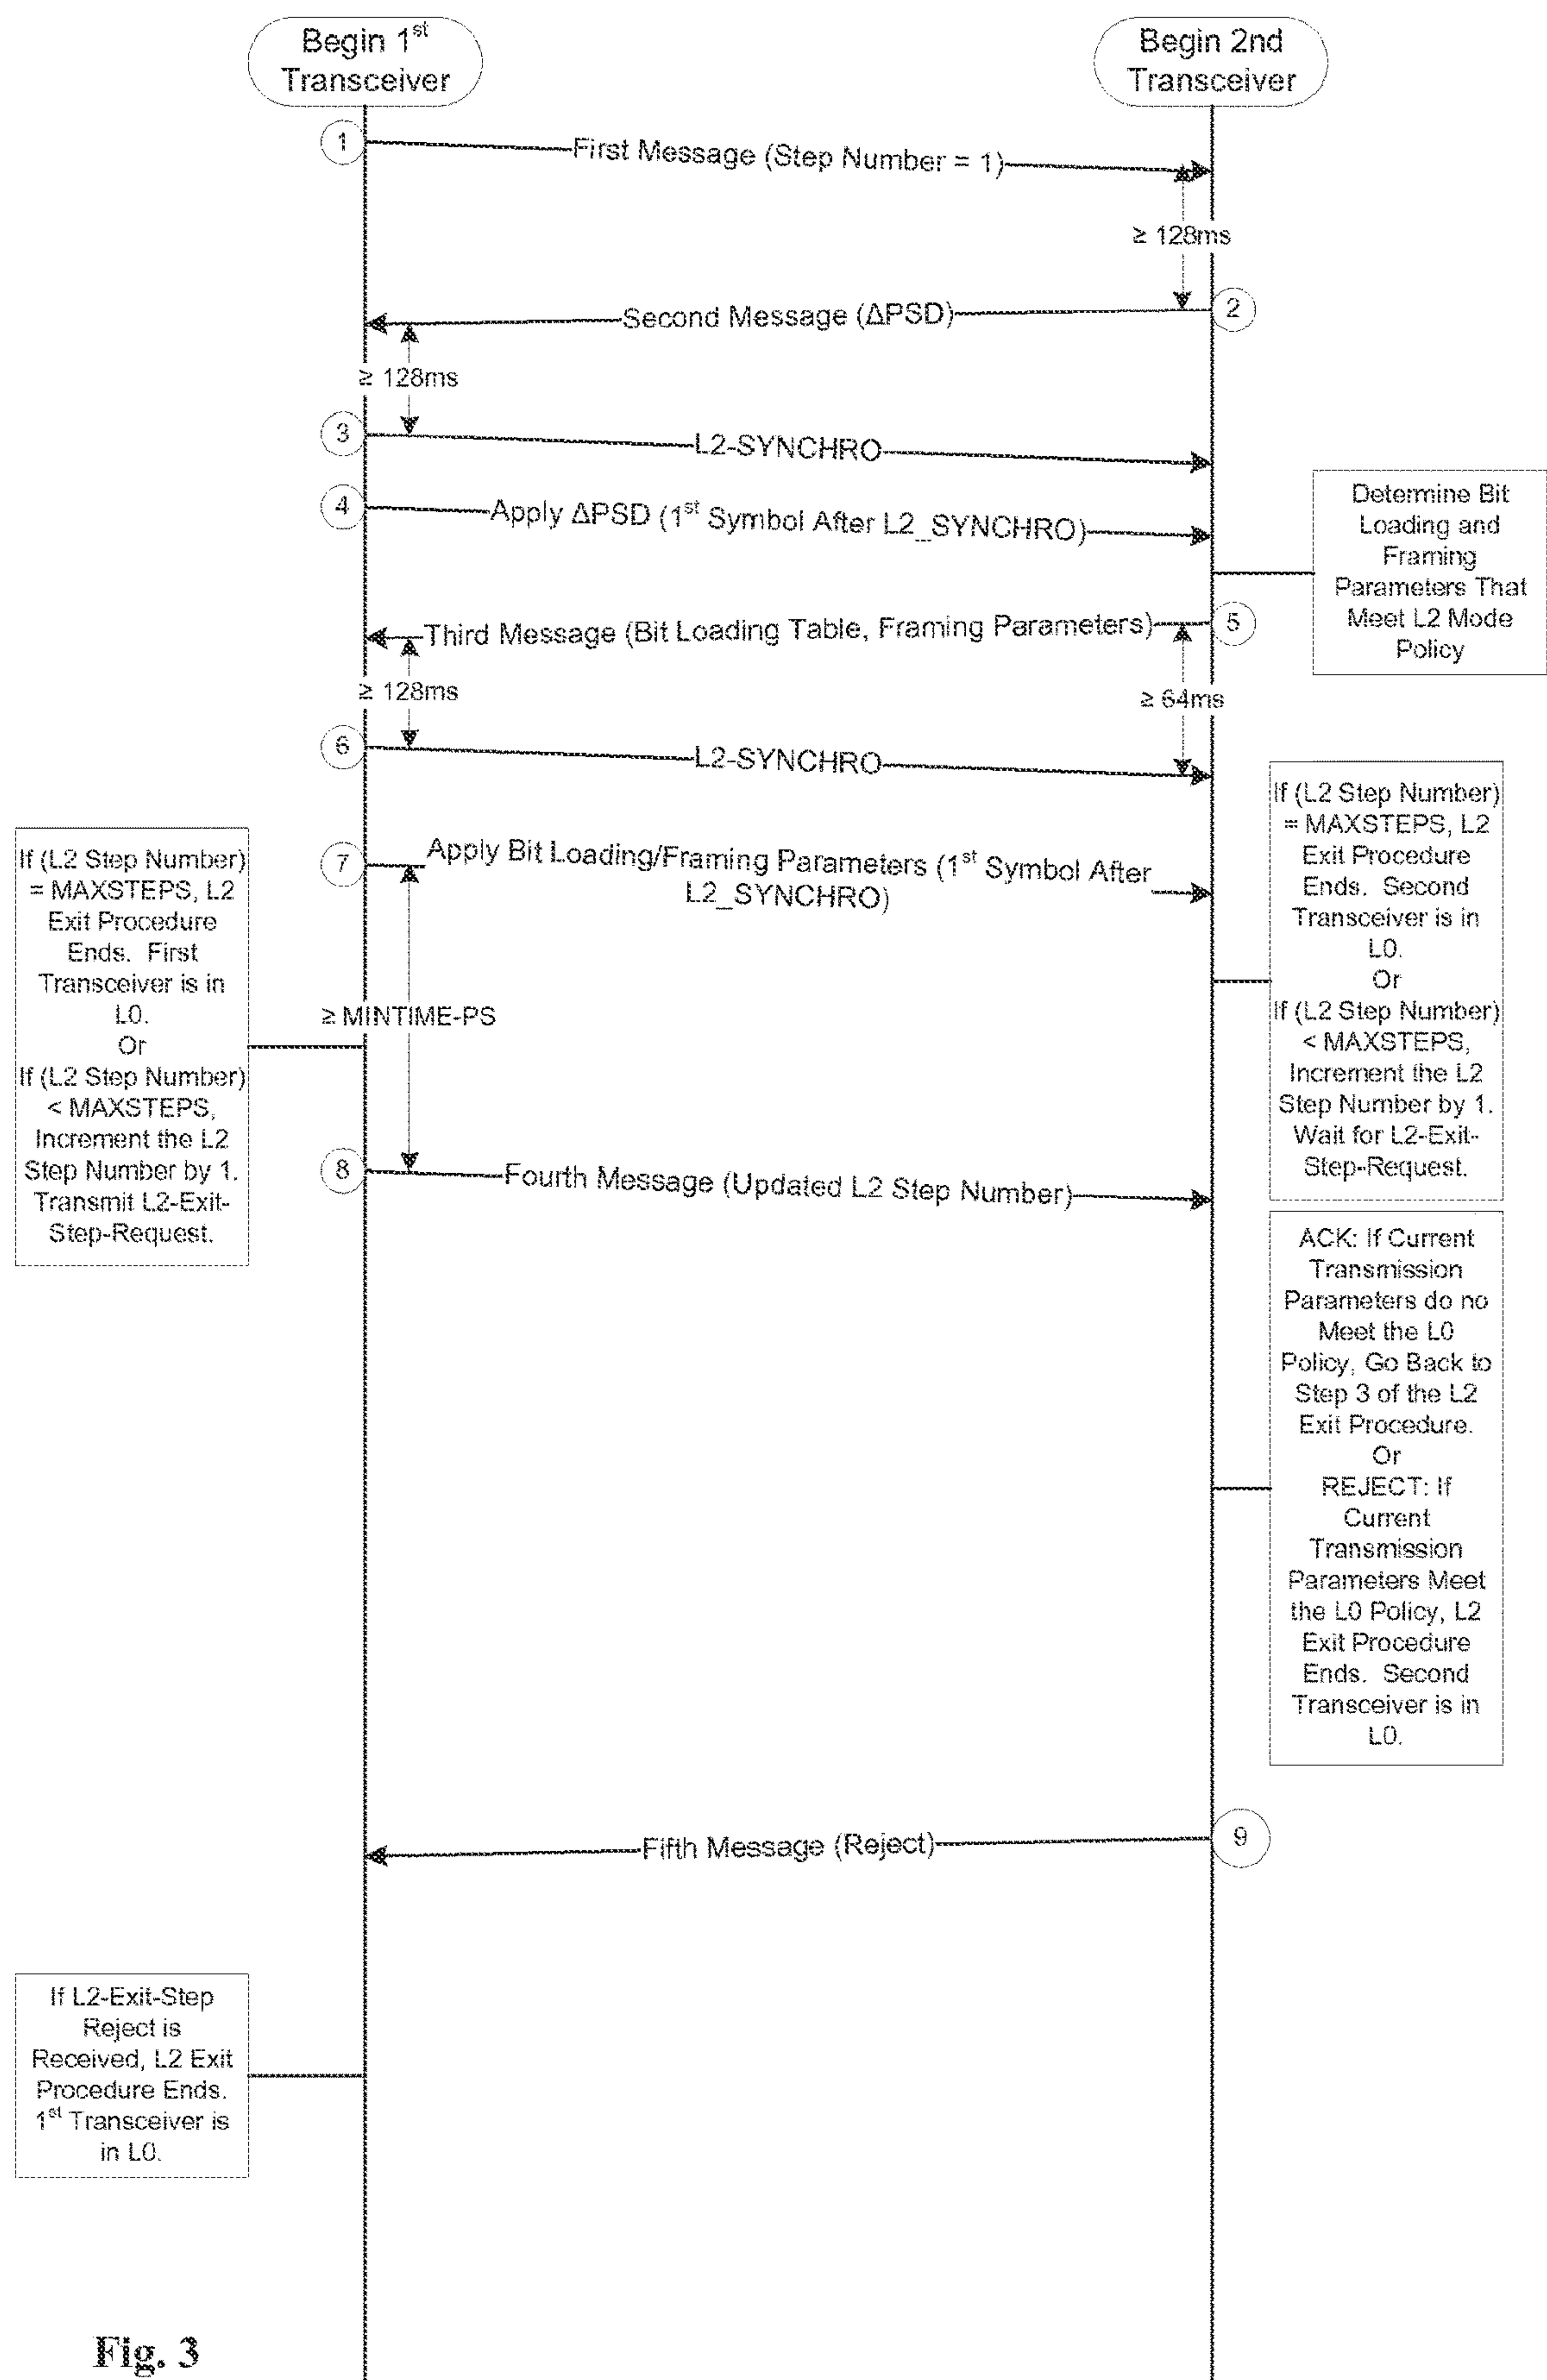 Begin 1st
Transceiver
Begin 2nd
Transceiver
1
First Message (Step Number = 1)
≥ 128ms
2
Second Message (ΔPSD)
≥ 128ms
3
L2-SYNCHRO
4
Apply ΔPSD (1st Symbol After L2_SYNCHRO)
Determine Bit
Loading and
Framing
Parameters That
Meet L2 Mode
Policy
5
Third Message (Bit Loading Table, Framing Parameters)
≥ 128ms
≥ 64ms
6
L2-SYNCHRO
7
Apply Bit Loading/Framing Parameters (1st Symbol After
L2_SYNCHRO)
If (L2 Step Number)
= MAXSTEPS, L2
Exit Procedure
Ends. First
Transceiver is in
L0.
Or
If (L2 Step Number)
< MAXSTEPS,
Increment the L2
Step Number by 1.
Transmit L2-Exit-
Step-Request.
≥ MINTIME-PS
If (L2 Step Number)
= MAXSTEPS, L2
Exit Procedure
Ends. Second
Transceiver is in
L0.
Or
If (L2 Step Number)
< MAXSTEPS,
Increment the L2
Step Number by 1.
Wait for L2-Exit-
Step-Request.
8
Fourth Message (Updated L2 Step Number)
ACK: If Current
Transmission
Parameters do no
Meet the L0
Policy, Go Back to
Step 3 of the L2
Exit Procedure.
Or
REJECT: If
Current
Transmission
Parameters Meet
the L0 Policy, L2
Exit Procedure
Ends. Second
Transceiver is in
L0.
9
Fifth Message (Reject)
If L2-Exit-Step
Reject is
Received, L2 Exit
Procedure Ends.
1st Transceiver is
in L0.
Fig. 3